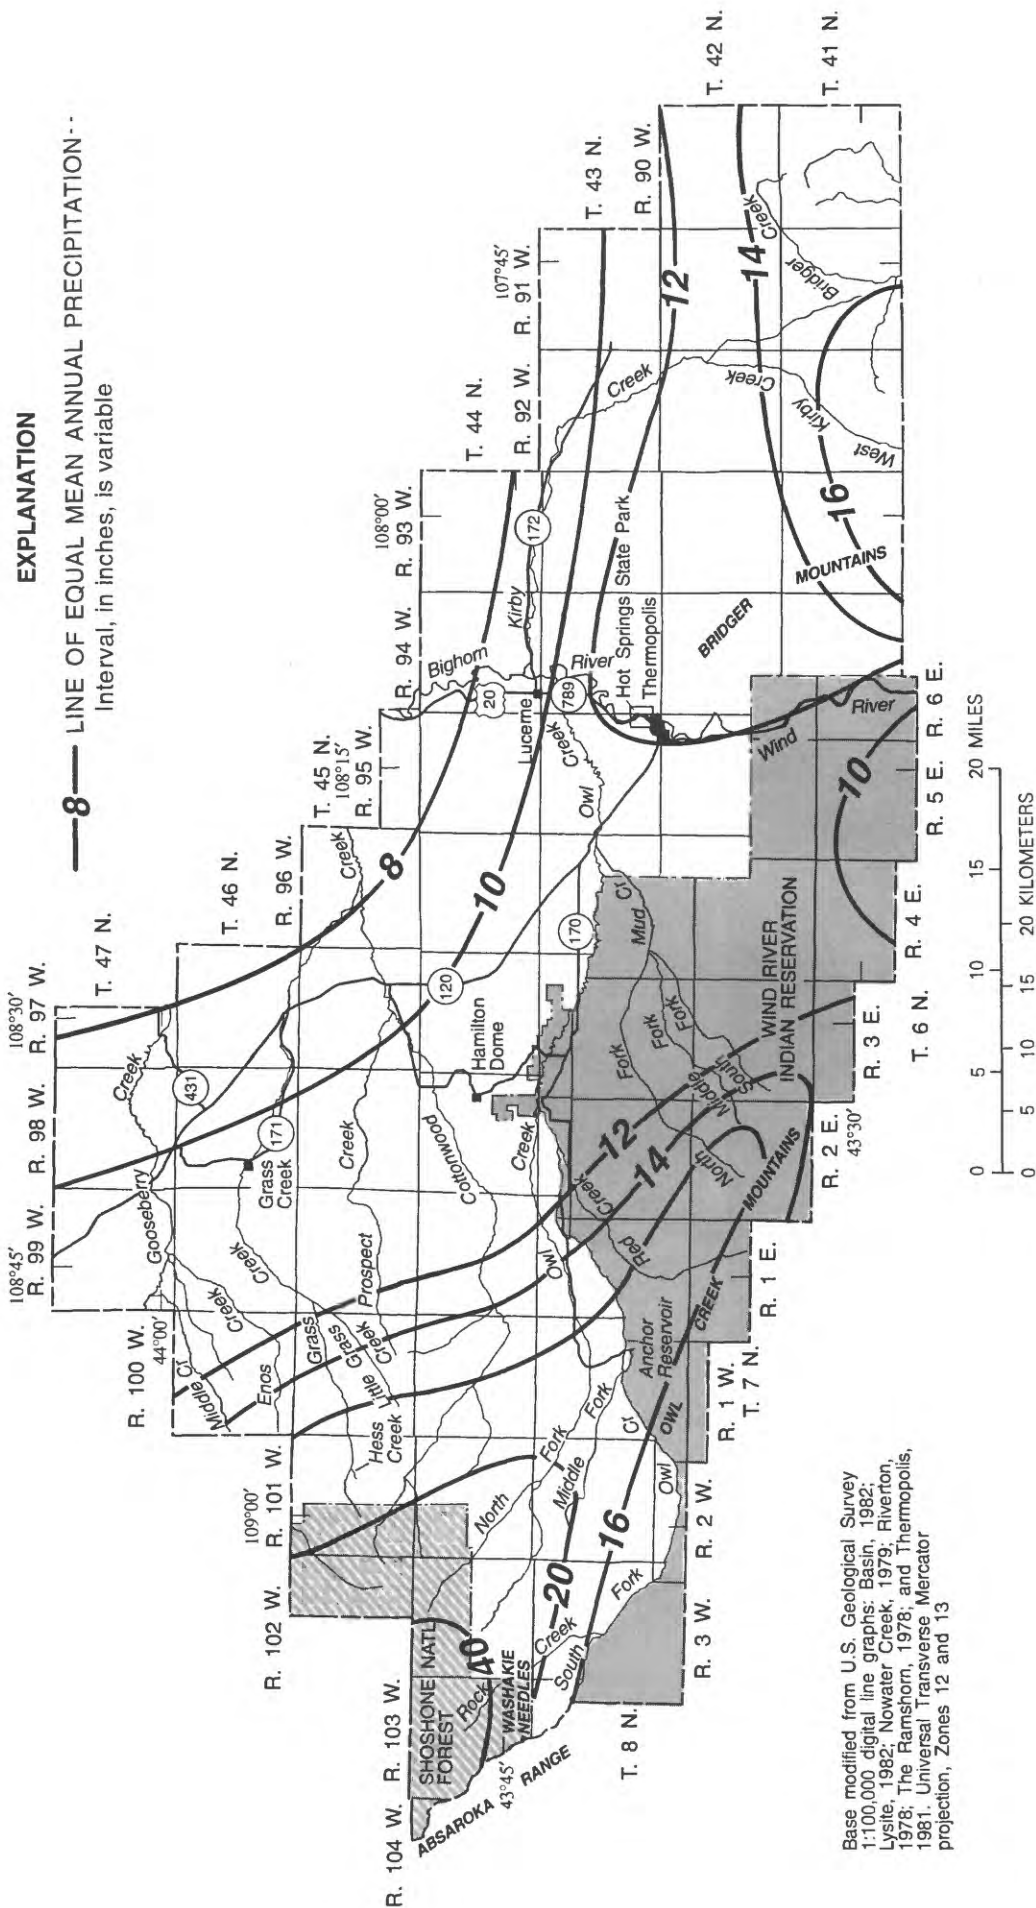 EXPLANATION
8 LINE OF EQUAL MEAN ANNUAL PRECIPITATION--
Interval, in inches, is variable
R. 104 W.
R. 103 W.
R. 102 W.
R. 101 W.
109°00'
R. 100 W.
44°00'
R. 99 W.
108°45'
R. 98 W.
R. 97 W.
108°30'
T. 47 N.
T. 46 N.
R. 96 W.
T. 45 N.
108°15'
R. 95 W.
R. 94 W.
R. 93 W.
108°00'
T. 44 N.
R. 92 W.
R. 91 W.
107°45'
T. 43 N.
R. 90 W.
T. 42 N.
T. 41 N.
Gooseberry
Creek
431
Middle Cr
Creek
Enos
Grass
Creek
171
Grass
Creek
Little Grass
Creek
Prospect
Creek
Creek
Hess
Creek
Cottonwood
120
8
10
Hamilton
Dome
Bighorn
20
Lucerne
Kirby
172
Creek
789
River
Hot Springs State Park
Thermopolis
Owl
Creek
170
12
14
16
Creek
Kirby
West
Bridger
Creek
BRIDGER
MOUNTAINS
Wind
River
SHOSHONE NATL
FOREST
40
Rock
Creek
WASHAKIE
NEEDLES
43°45'
ABSAROKA
RANGE
20
16
North
Fork
Middle
Fork
South
Fork
Owl
Cr
Anchor
Reservoir
Owl
Creek
Red
Creek
12
14
OWL
CREEK
MOUNTAINS
North
Fork
Middle
Fork
South
Fork
Mud
Cr
WIND RIVER
INDIAN RESERVATION
10
T. 8 N.
R. 3 W.
R. 2 W.
R. 1 W.
T. 7 N.
R. 1 E.
R. 2 E.
43°30'
R. 3 E.
T. 6 N.
R. 4 E.
R. 5 E.
R. 6 E.
0 5 10 15 20 MILES
0 5 10 15 20 KILOMETERS
Base modified from U.S. Geological Survey
1:100,000 digital line graphs: Basin, 1982;
Lysite, 1982; Nowater Creek, 1979; Riverton,
1978; The Ramshorn, 1978; and Thermopolis,
1981. Universal Transverse Mercator
projection, Zones 12 and 13